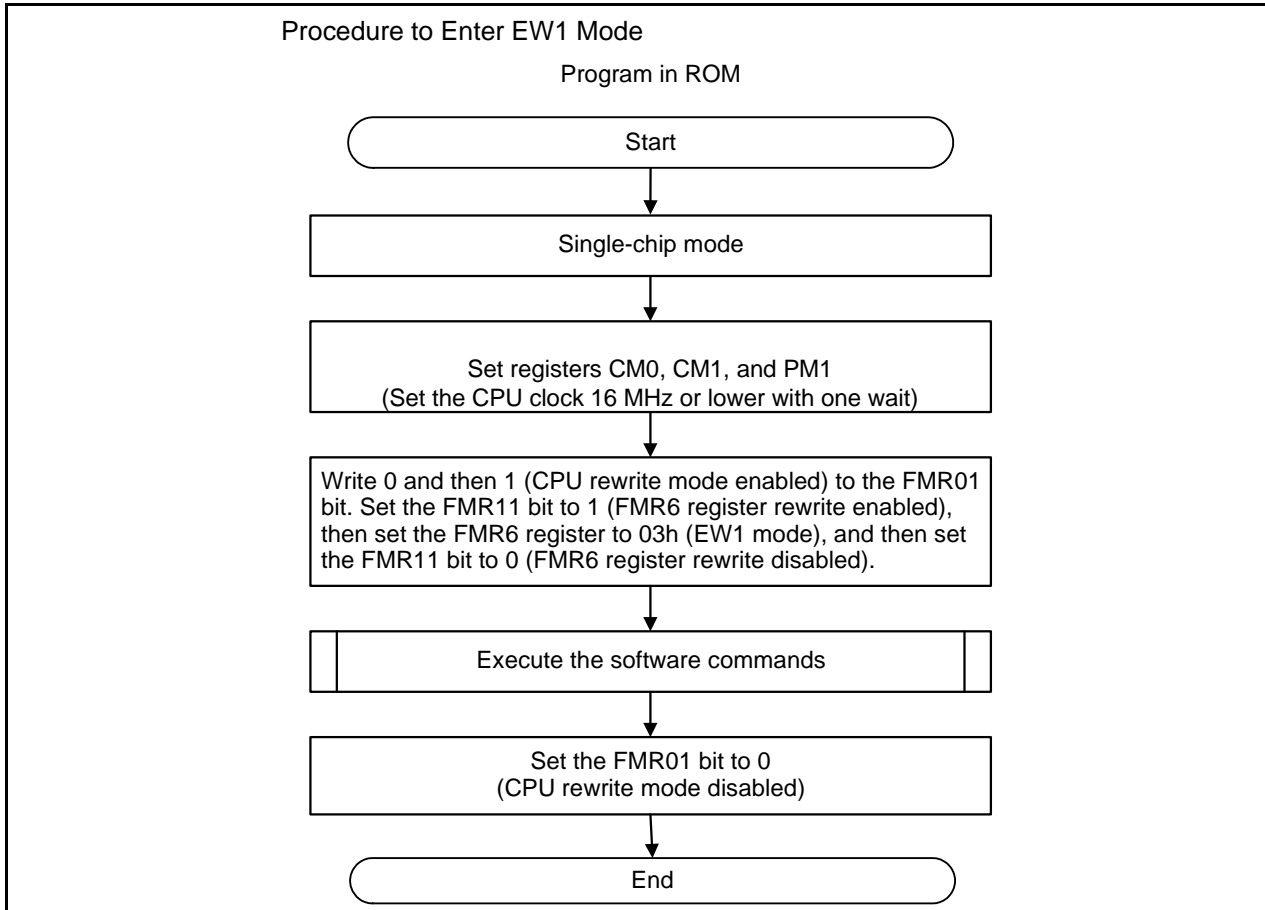 Procedure to Enter EW1 Mode
Program in ROM
Start
Single-chip mode
Set registers CM0, CM1, and PM1
(Set the CPU clock 16 MHz or lower with one wait)
Write 0 and then 1 (CPU rewrite mode enabled) to the FMR01
bit. Set the FMR11 bit to 1 (FMR6 register rewrite enabled),
then set the FMR6 register to 03h (EW1 mode), and then set
the FMR11 bit to 0 (FMR6 register rewrite disabled).
Execute the software commands
Set the FMR01 bit to 0
(CPU rewrite mode disabled)
End